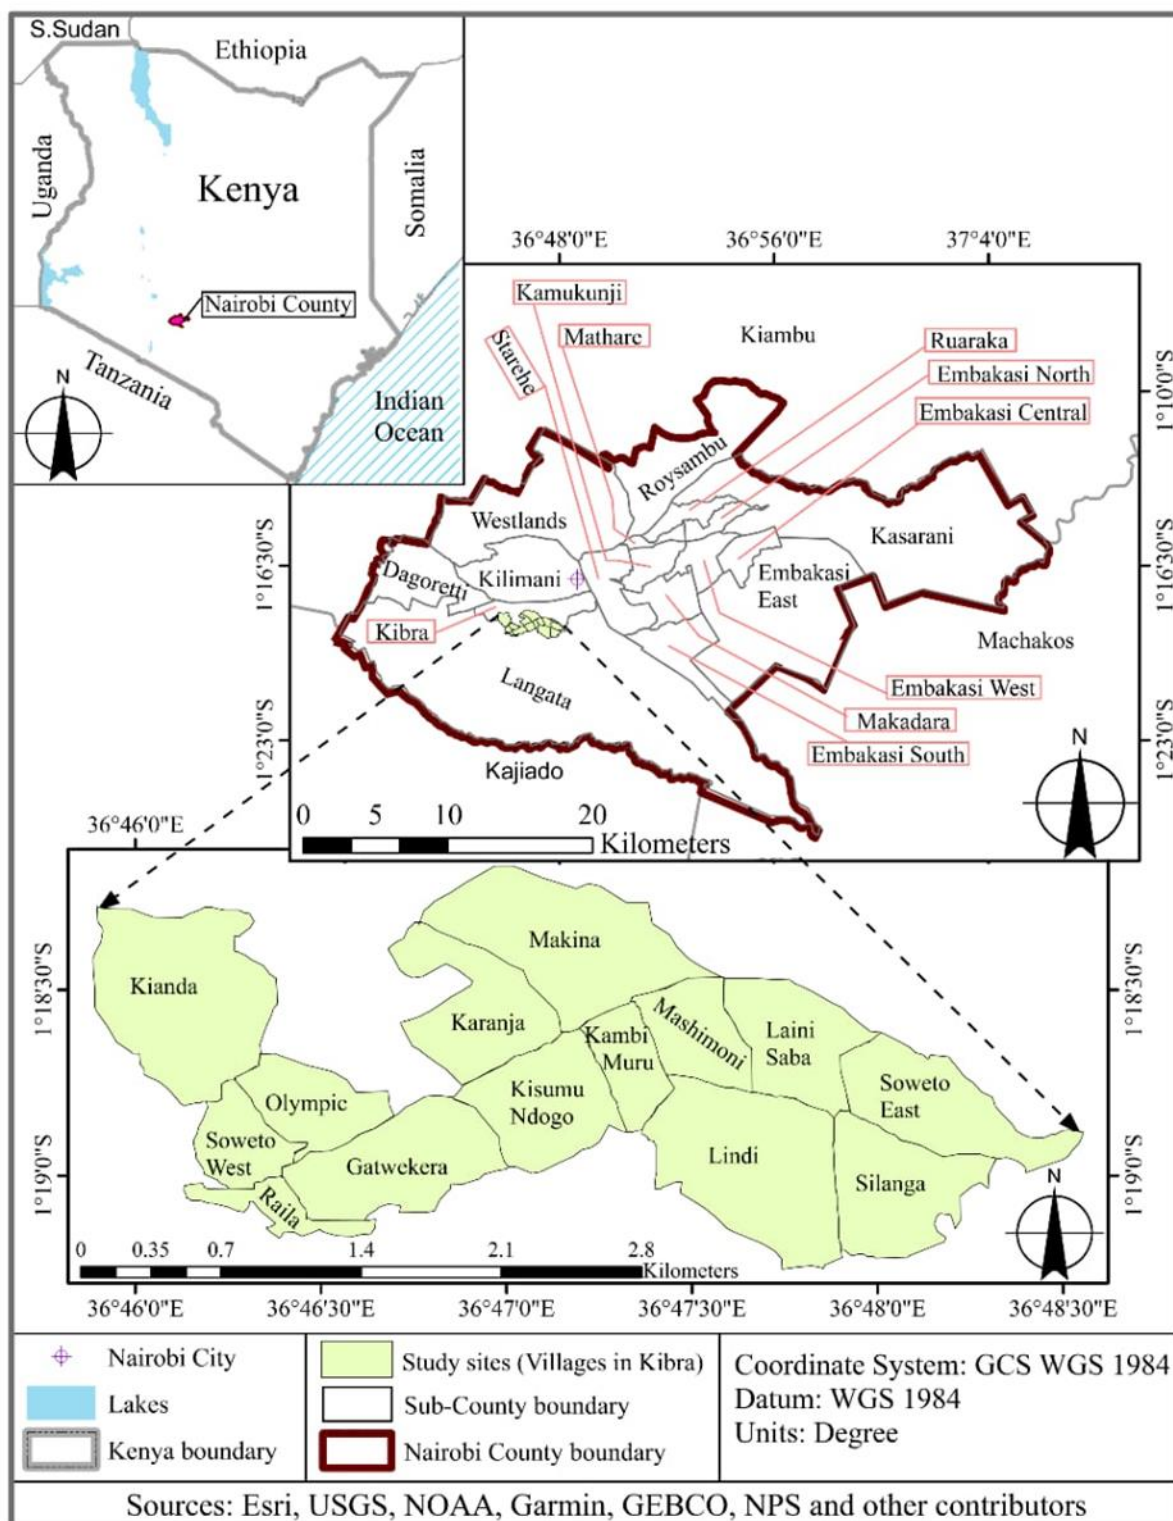 S.Sudan
Ethiopia
Uganda
Kenya
Somalia
Nairobi County
Tanzania
N
Indian
Ocean
36°48'0"E
36°56'0"E
37°4'0"E
Kamukunji
Matharc
Starehe
Kiambu
Ruaraka
Embakasi North
Embakasi Central
1°10'0"S
Roysambu
Westlands
Kasarani
1°16'30"S
1°16'30"S
Dagoretti
Kilimani
Embakasi
East
Kibra
Machakos
Langata
Embakasi West
Makadara
Embakasi South
1°23'0"S
1°23'0"S
Kajiado
N
0 5 10 20
Kilometers
36°46'0"E
Makina
Kianda
1°18'30"S
1°18'30"S
Karanja
Kambi
Muru
Mashimoni
Laini
Saba
Kisumu
Ndogo
Olympic
Soweto
East
Soweto
West
Gatwekera
Lindi
Silanga
1°19'0"S
1°19'0"S
Raila
N
0 0.35 0.7 1.4 2.1 2.8
Kilometers
36°46'0"E
36°46'30"E
36°47'0"E
36°47'30"E
36°48'0"E
36°48'30"E
Nairobi City
Lakes
Kenya boundary
Study sites (Villages in Kibra)
Sub-County boundary
Nairobi County boundary
Coordinate System: GCS WGS 1984
Datum: WGS 1984
Units: Degree
Sources: Esri, USGS, NOAA, Garmin, GEBCO, NPS and other contributors